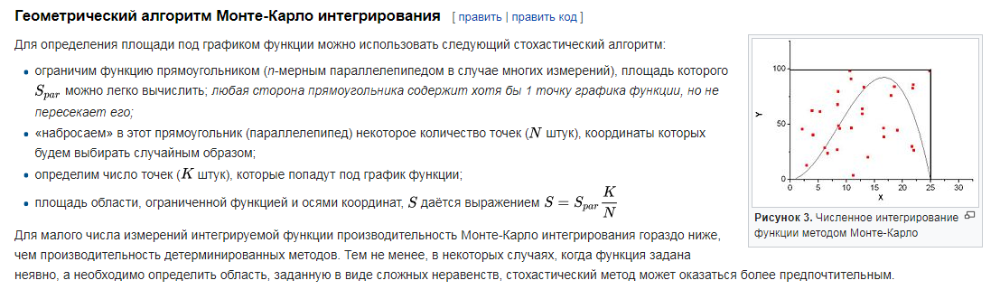 Геометрический алгоритм Монте-Карло интегрирования [ править | править код ]
Для определения площади под графиком функции можно использовать следующий стохастический алгоритм:
• ограничим функцию прямоугольником (n-мерным параллелепипедом в случае многих измерений), площадь которого
S_par можно легко вычислить; любая сторона прямоугольника содержит хотя бы 1 точку графика функции, но не
пересекает его;
• «набросаем» в этот прямоугольник (параллелепипед) некоторое количество точек (N штук), координаты которых
будем выбирать случайным образом;
• определим число точек (K штук), которые попадут под график функции;
• площадь области, ограниченной функцией и осями координат, S даётся выражением S = S_par K/N
Для малого числа измерений интегрируемой функции производительность Монте-Карло интегрирования гораздо ниже,
чем производительность детерминированных методов. Тем не менее, в некоторых случаях, когда функция задана
неявно, а необходимо определить область, заданную в виде сложных неравенств, стохастический метод может оказаться более предпочтительным.
100
50
0
Y
0 5 10 15 20 25 30
X
Рисунок 3. Численное интегрирование
функции методом Монте-Карло